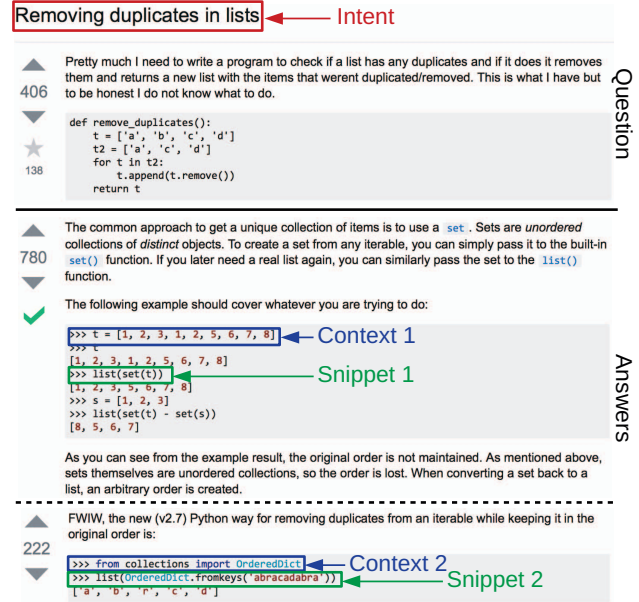 Removing duplicates in lists
Intent
Pretty much I need to write a program to check if a list has any duplicates and if it does it removes
them and returns a new list with the items that werent duplicated/removed. This is what I have but
to be honest I do not know what to do.
406
138
def remove_duplicates():
    t = ['a', 'b', 'c', 'd']
    t2 = ['a', 'c', 'd']
    for t in t2:
        t.append(t.remove())
    return t
Question
The common approach to get a unique collection of items is to use a set . Sets are unordered
collections of distinct objects. To create a set from any iterable, you can simply pass it to the built-in
set() function. If you later need a real list again, you can similarly pass the set to the list()
function.
780
The following example should cover whatever you are trying to do:
>>> t = [1, 2, 3, 1, 2, 5, 6, 7, 8]
Context 1
>>> t
[1, 2, 3, 1, 2, 5, 6, 7, 8]
>>> list(set(t))
Snippet 1
[1, 2, 3, 5, 6, 7, 8]
>>> s = [1, 2, 3]
>>> list(set(t) - set(s))
[8, 5, 6, 7]
Answers
As you can see from the example result, the original order is not maintained. As mentioned above,
sets themselves are unordered collections, so the order is lost. When converting a set back to a
list, an arbitrary order is created.
FWIW, the new (v2.7) Python way for removing duplicates from an iterable while keeping it in the
original order is:
222
>>> from collections import OrderedDict
Context 2
>>> list(OrderedDict.fromkeys('abracadabra'))
Snippet 2
['a', 'b', 'r', 'c', 'd']